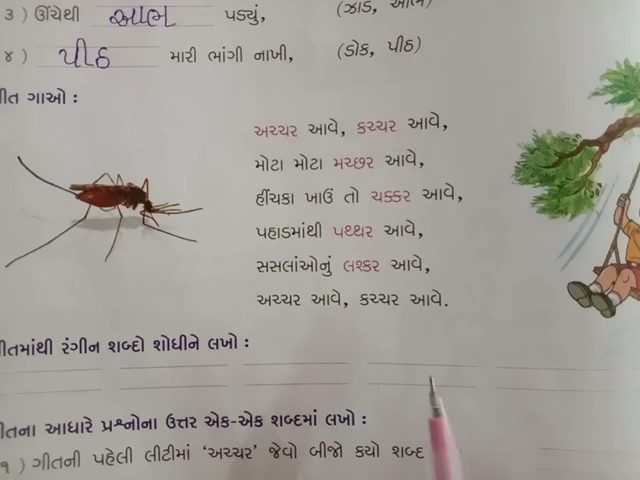 ૩ ) ઊંચેથી આભ પડ્યું, (ઝાડ, આભ)
૪ ) પીઠ મારી ભાંગી નાખી, (ડોક, પીઠ)
ગીત ગાઓ :
અચ્ચર આવે, કચ્ચર આવે,
મોટા મોટા મચ્છર આવે,
હીંચકા ખાઉં તો ચક્કર આવે,
પહાડમાંથી પથ્થર આવે,
સસલાંઓનું લશ્કર આવે,
અચ્ચર આવે, કચ્ચર આવે.
ગીતમાંથી રંગીન શબ્દો શોધીને લખો :
ગીતના આધારે પ્રશ્નોના ઉત્તર એક-એક શબ્દમાં લખો :
૧ ) ગીતની પહેલી લીટીમાં ‘અચ્ચર’ જેવો બીજો કયો શબ્દ